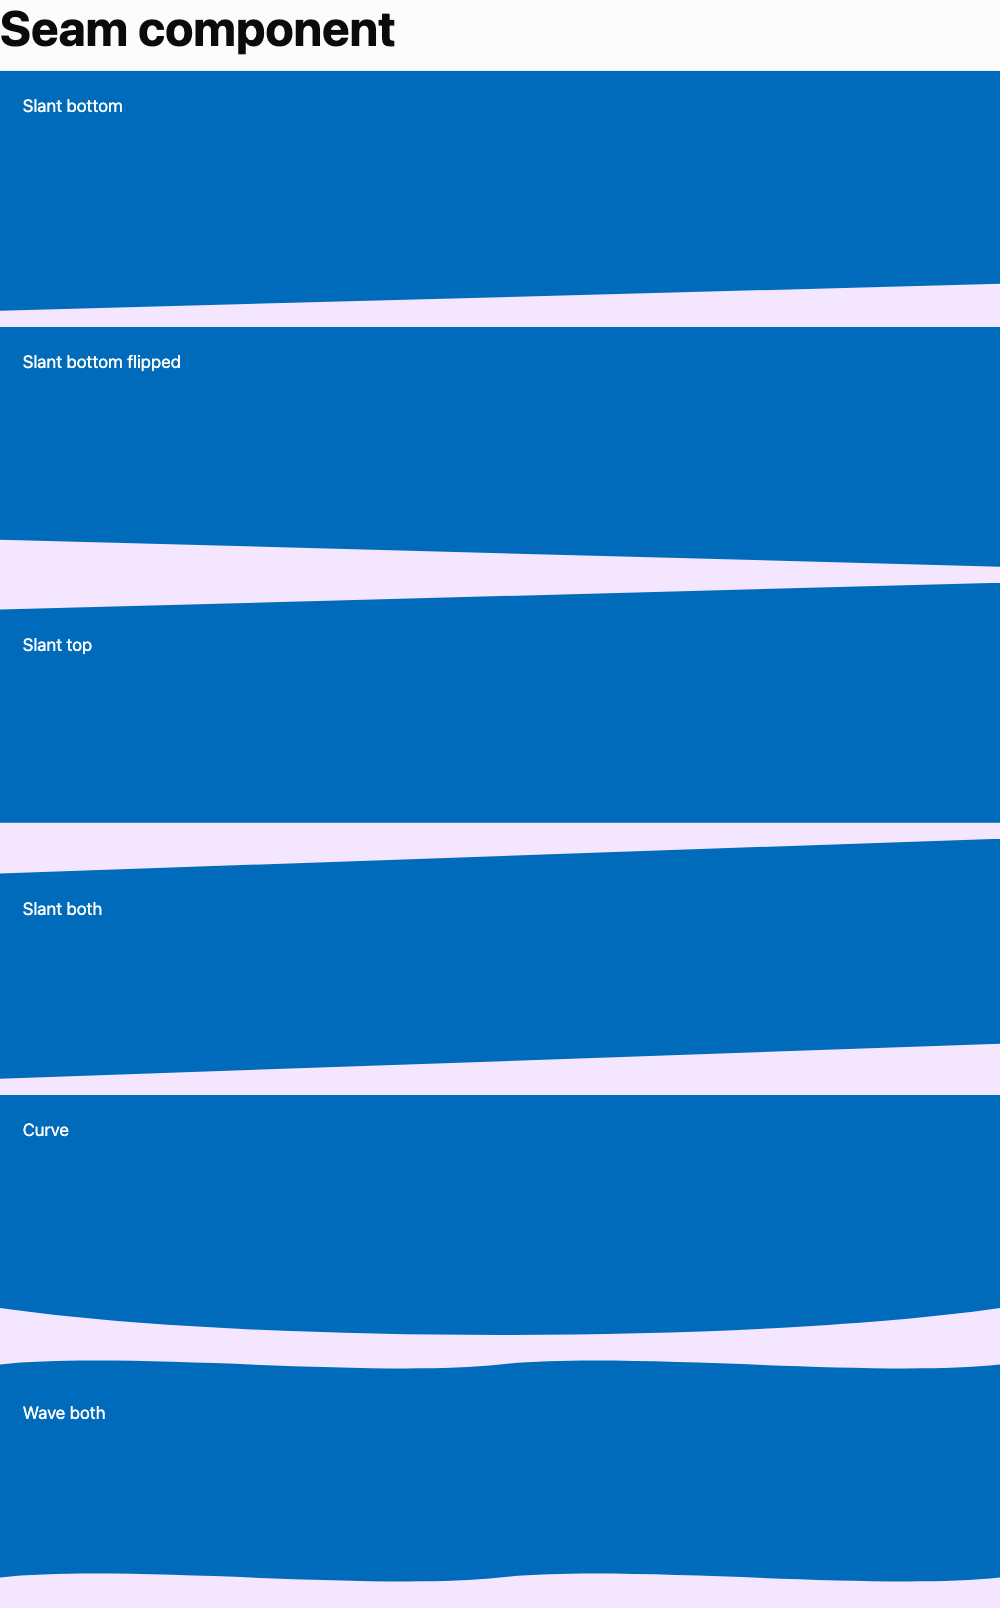 Seam component
Slant bottom
Slant bottom flipped
Slant top
Slant both
Curve
Wave both